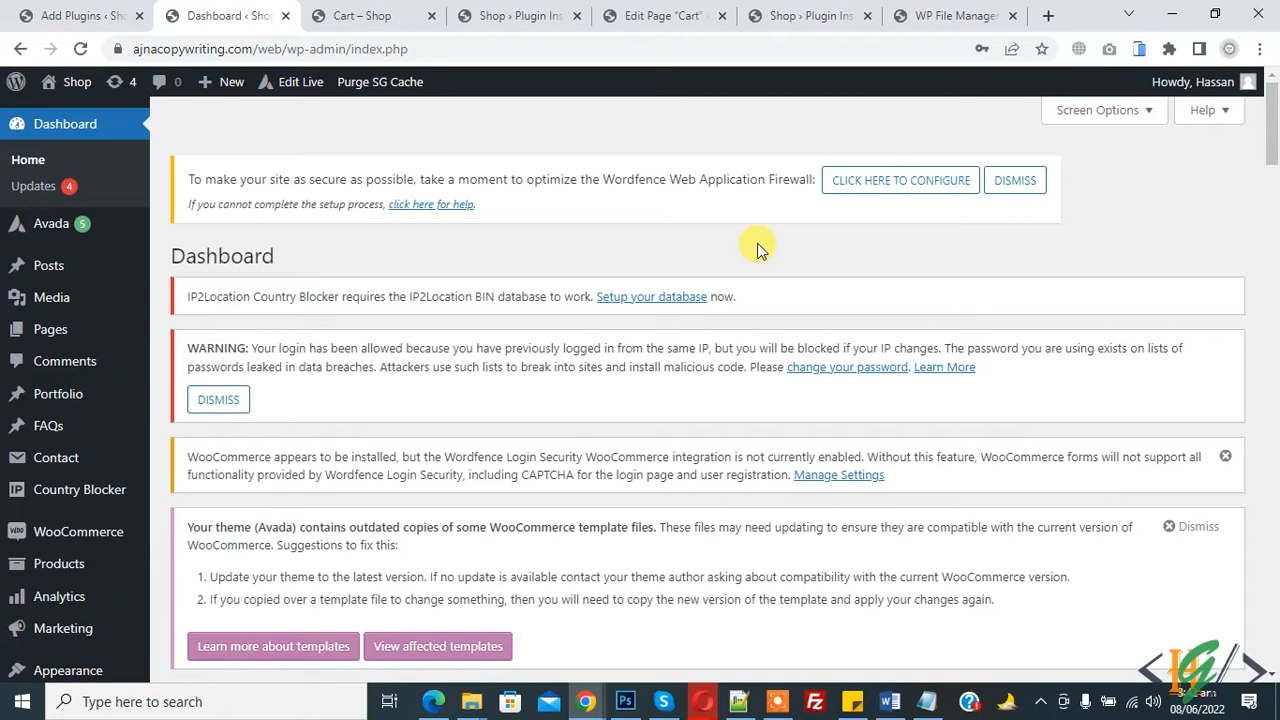 Add Plugins ‹ Sho
Dashboard ‹ Sho
Cart – Shop
Shop › Plugin Ins
Edit Page “Cart” ‹
Shop › Plugin Ins
WP File Manager
ajnacopywriting.com/web/wp-admin/index.php
Shop
4
0
New
Edit Live
Purge SG Cache
Howdy, Hassan
Screen Options
Help
Dashboard
Home
Updates 4
Avada 5
Posts
Media
Pages
Comments
Portfolio
FAQs
Contact
IP Country Blocker
WooCommerce
Products
Analytics
Marketing
Appearance
To make your site as secure as possible, take a moment to optimize the Wordfence Web Application Firewall: CLICK HERE TO CONFIGURE DISMISS
If you cannot complete the setup process, click here for help.
Dashboard
IP2Location Country Blocker requires the IP2Location BIN database to work. Setup your database now.
WARNING: Your login has been allowed because you have previously logged in from the same IP, but you will be blocked if your IP changes. The password you are using exists on lists of
passwords leaked in data breaches. Attackers use such lists to break into sites and install malicious code. Please change your password. Learn More
DISMISS
WooCommerce appears to be installed, but the Wordfence Login Security WooCommerce integration is not currently enabled. Without this feature, WooCommerce forms will not support all
functionality provided by Wordfence Login Security, including CAPTCHA for the login page and user registration. Manage Settings
Your theme (Avada) contains outdated copies of some WooCommerce template files. These files may need updating to ensure they are compatible with the current version of
WooCommerce. Suggestions to fix this:
Dismiss
1. Update your theme to the latest version. If no update is available contact your theme author asking about compatibility with the current WooCommerce version.
2. If you copied over a template file to change something, then you will need to copy the new version of the template and apply your changes again.
Learn more about templates
View affected templates
Type here to search
08/06/2022